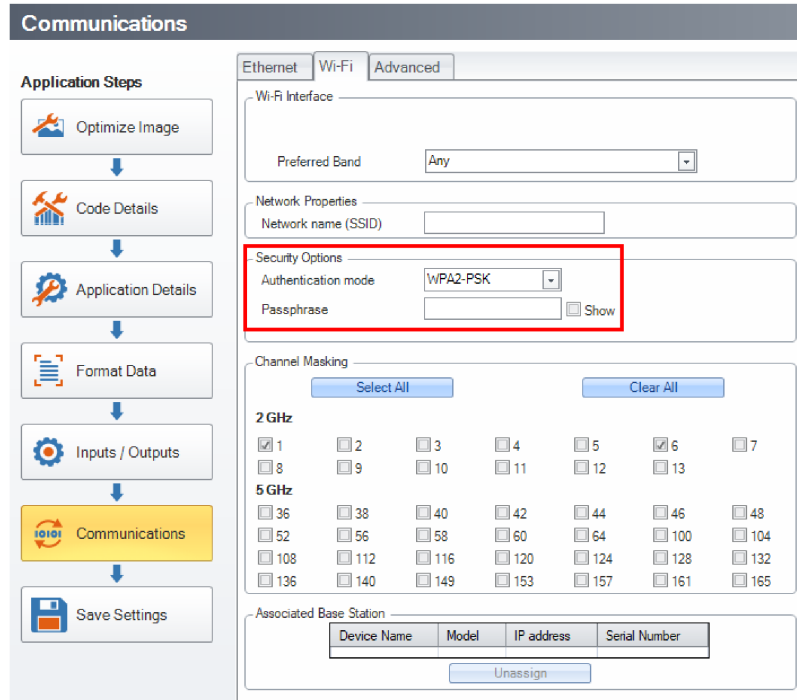 Communications
Application Steps
Optimize Image
Code Details
Application Details
Format Data
Inputs / Outputs
Communications
Save Settings
Ethernet Wi-Fi Advanced
Wi-Fi Interface
Preferred Band Any
Network Properties
Network name (SSID)
Security Options
Authentication mode WPA2-PSK
Passphrase Show
Channel Masking
Select All Clear All
2 GHz
1 2 3 4 5 6 7
8 9 10 11 12 13
5 GHz
36 38 40 42 44 46 48
52 56 58 60 64 100 104
108 112 116 120 124 128 132
136 140 149 153 157 161 165
Associated Base Station
Device Name Model IP address Serial Number
Unassign